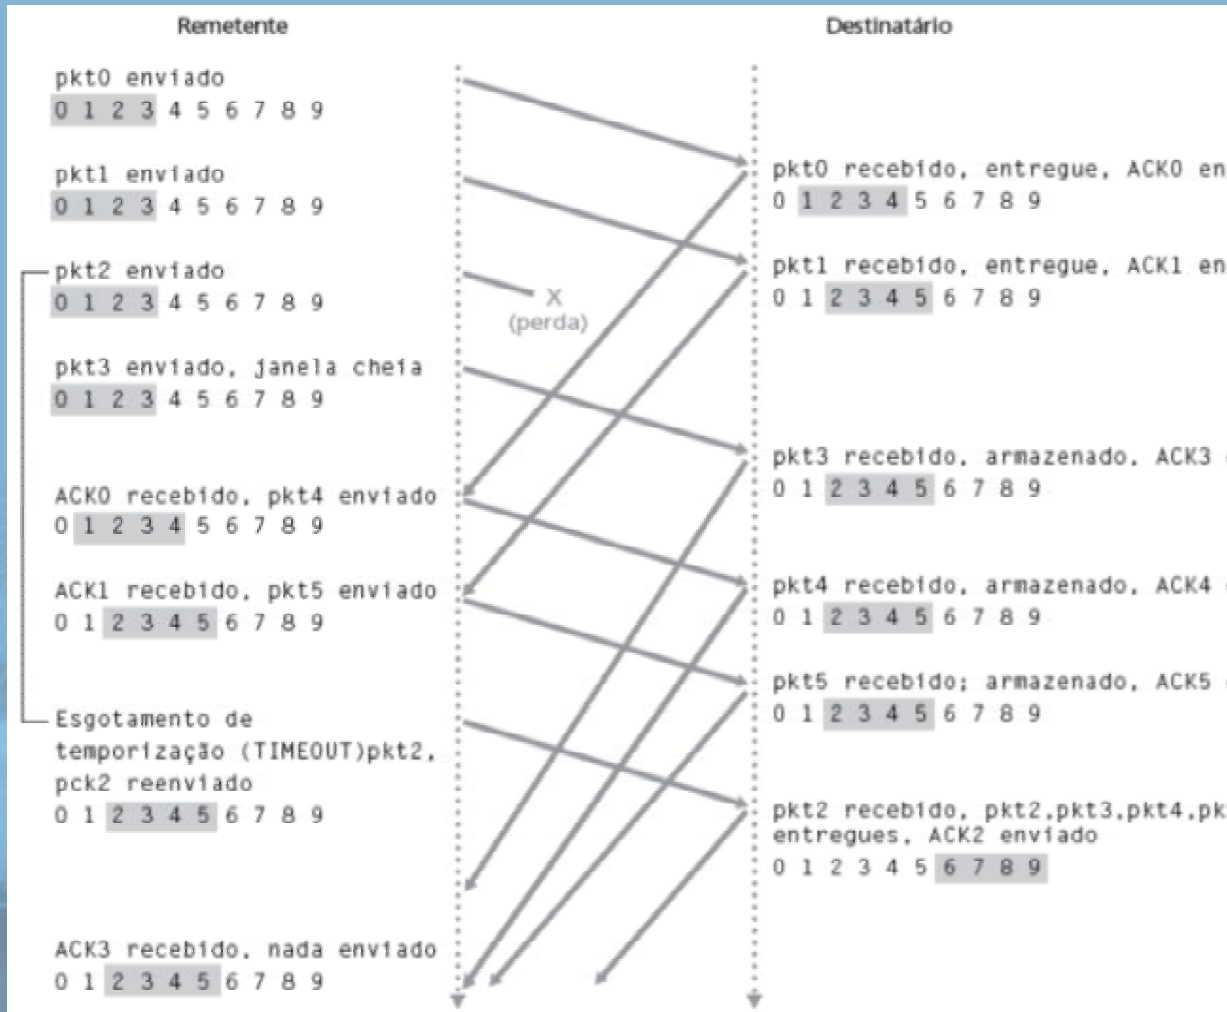 Remetente
pkt0 enviado
0 1 2 3 4 5 6 7 8 9
pkt1 enviado
0 1 2 3 4 5 6 7 8 9
pkt2 enviado
0 1 2 3 4 5 6 7 8 9
pkt3 enviado, janela cheia
0 1 2 3 4 5 6 7 8 9
ACK0 recebido, pkt4 enviado
0 1 2 3 4 5 6 7 8 9
ACK1 recebido, pkt5 enviado
0 1 2 3 4 5 6 7 8 9
Esgotamento de
temporização (TIMEOUT)pkt2,
pck2 reenviado
0 1 2 3 4 5 6 7 8 9
ACK3 recebido, nada enviado
0 1 2 3 4 5 6 7 8 9
X
(perda)
Destinatário
pkt0 recebido, entregue, ACK0 en
0 1 2 3 4 5 6 7 8 9
pkt1 recebido, entregue, ACK1 en
0 1 2 3 4 5 6 7 8 9
pkt3 recebido, armazenado, ACK3
0 1 2 3 4 5 6 7 8 9
pkt4 recebido, armazenado, ACK4
0 1 2 3 4 5 6 7 8 9
pkt5 recebido; armazenado, ACK5
0 1 2 3 4 5 6 7 8 9
pkt2 recebido, pkt2,pkt3,pkt4,pk
entregues, ACK2 enviado
0 1 2 3 4 5 6 7 8 9